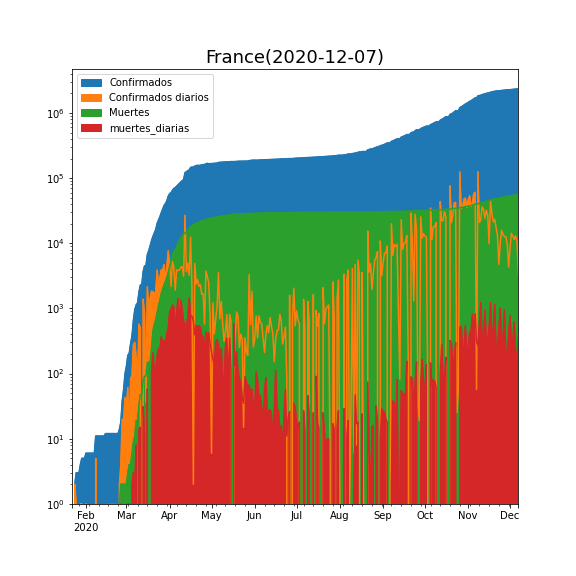 France(2020-12-07)
Confirmados
Confirmados diarios
Muertes
muertes_diarias
10^6
10^5
10^4
10^3
10^2
10^1
10^0
Feb Mar Apr May Jun Jul Aug Sep Oct Nov Dec
2020